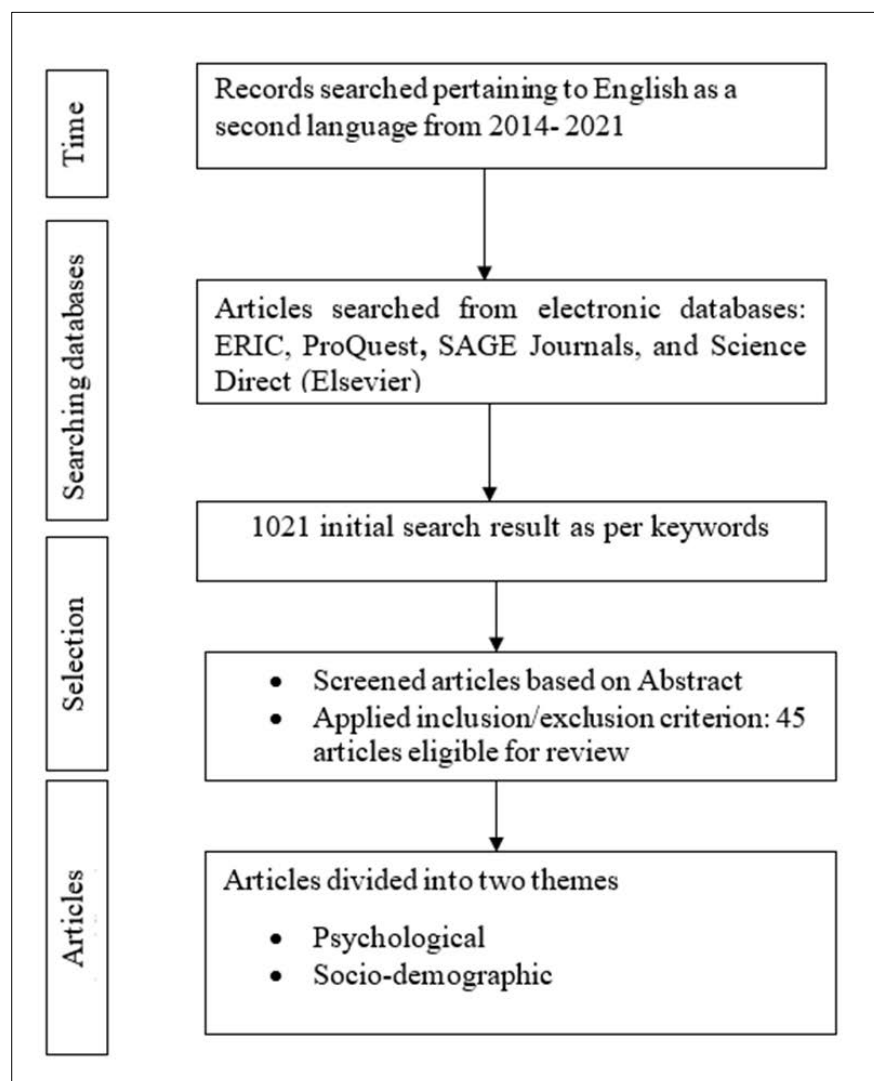 Time
Records searched pertaining to English as a
second language from 2014- 2021
Searching databases
Articles searched from electronic databases:
ERIC, ProQuest, SAGE Journals, and Science
Direct (Elsevier)
1021 initial search result as per keywords
Selection
• Screened articles based on Abstract
• Applied inclusion/exclusion criterion: 45
articles eligible for review
Articles
Articles divided into two themes
• Psychological
• Socio-demographic